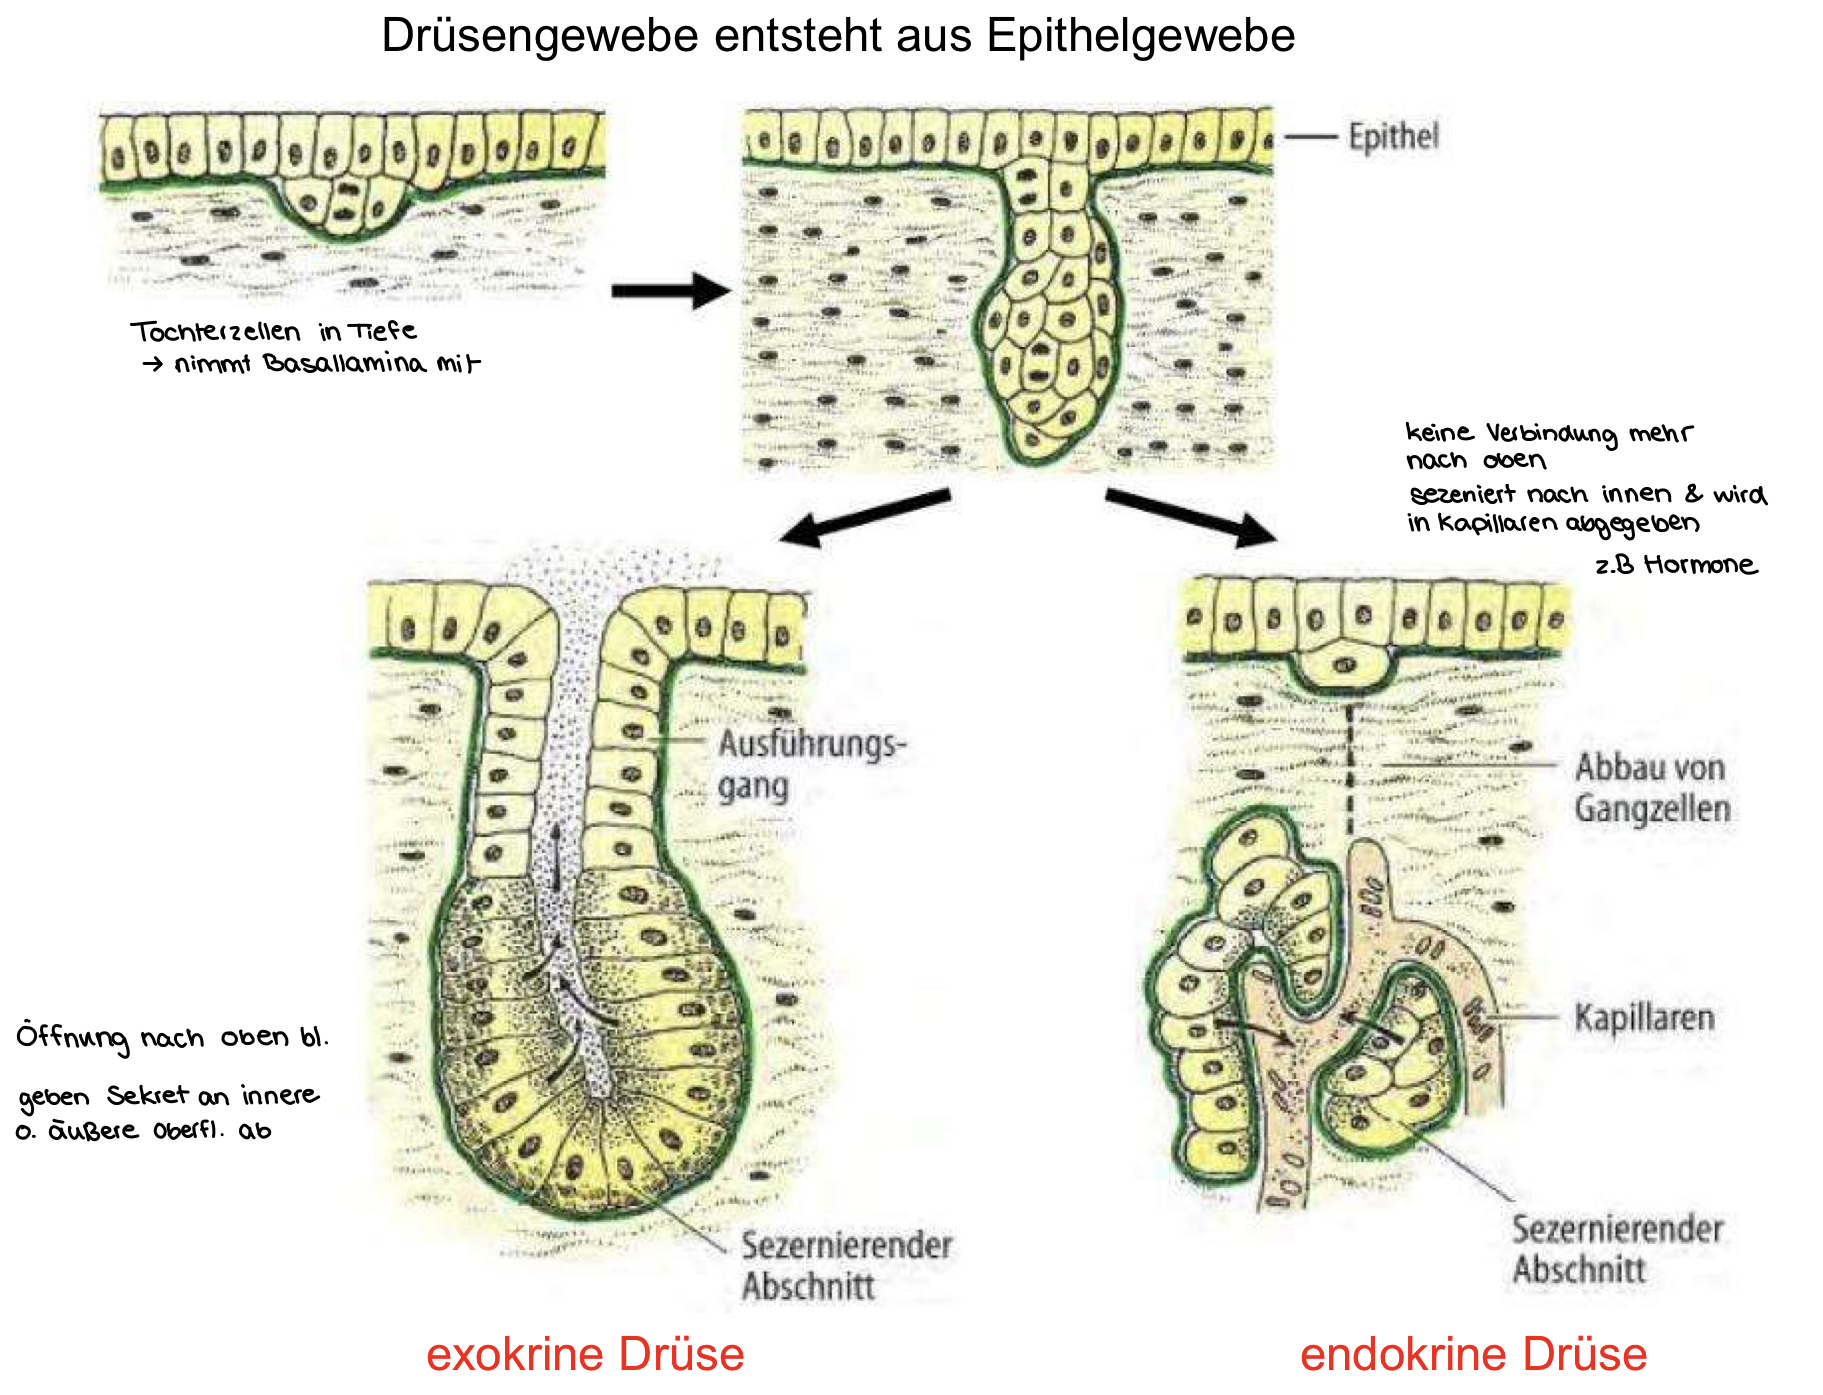 Drüsengewebe entsteht aus Epithelgewebe
Epithel
Tochterzellen in Tiefe
→ nimmt Basallamina mit
keine Verbindung mehr
nach oben
sezeniert nach innen & wird
in Kapillaren abgegeben
z.B Hormone
Ausführungs-
gang
Abbau von
Gangzellen
Kapillaren
Öffnung nach oben bl.
geben Sekret an innere
o. äußere Oberfl. ab
Sezernierender
Abschnitt
Sezernierender
Abschnitt
exokrine Drüse
endokrine Drüse